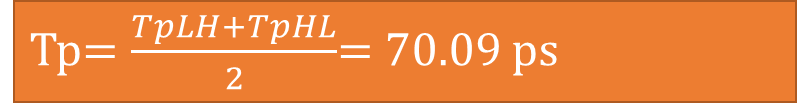 Tp= TpLH+TpHL/2 = 70.09 ps